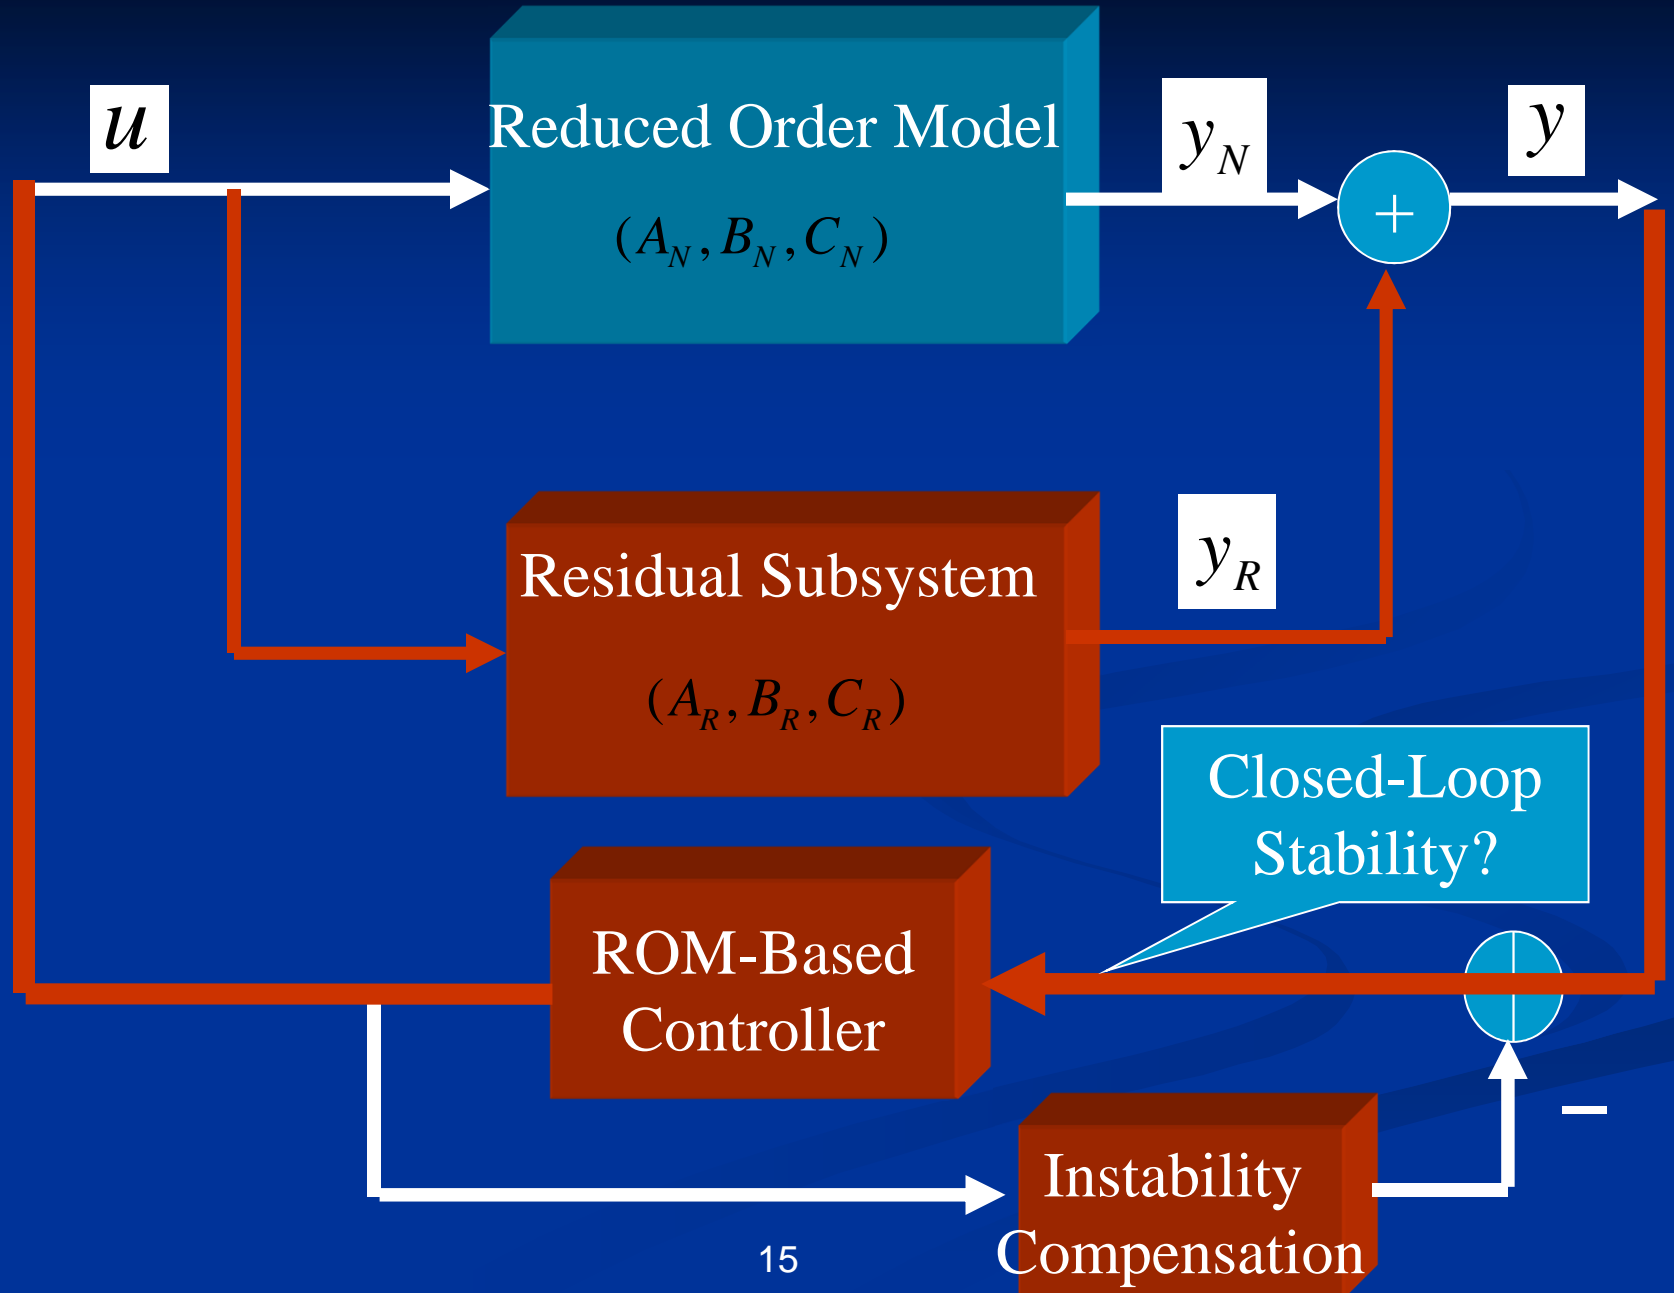 u
Reduced Order Model
y_N
y
+
(A_N, B_N, C_N)
Residual Subsystem
y_R
(A_R, B_R, C_R)
Closed-Loop
Stability?
ROM-Based
Controller
–
Instability
Compensation
15